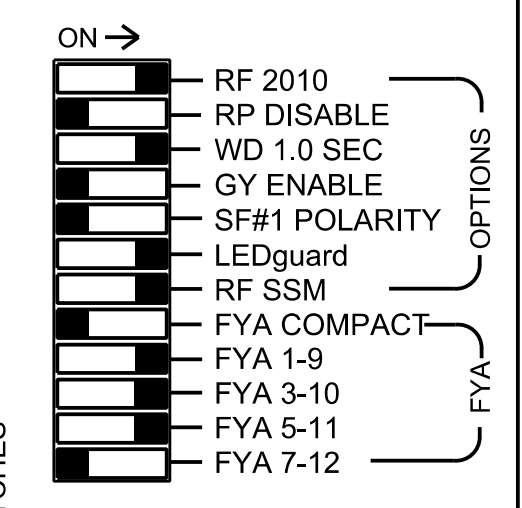 ON →
RF 2010
RP DISABLE
WD 1.0 SEC
GY ENABLE
SF#1 POLARITY
LEDguard
RF SSM
FYA COMPACT
FYA 1-9
FYA 3-10
FYA 5-11
FYA 7-12
OPTIONS
FYA